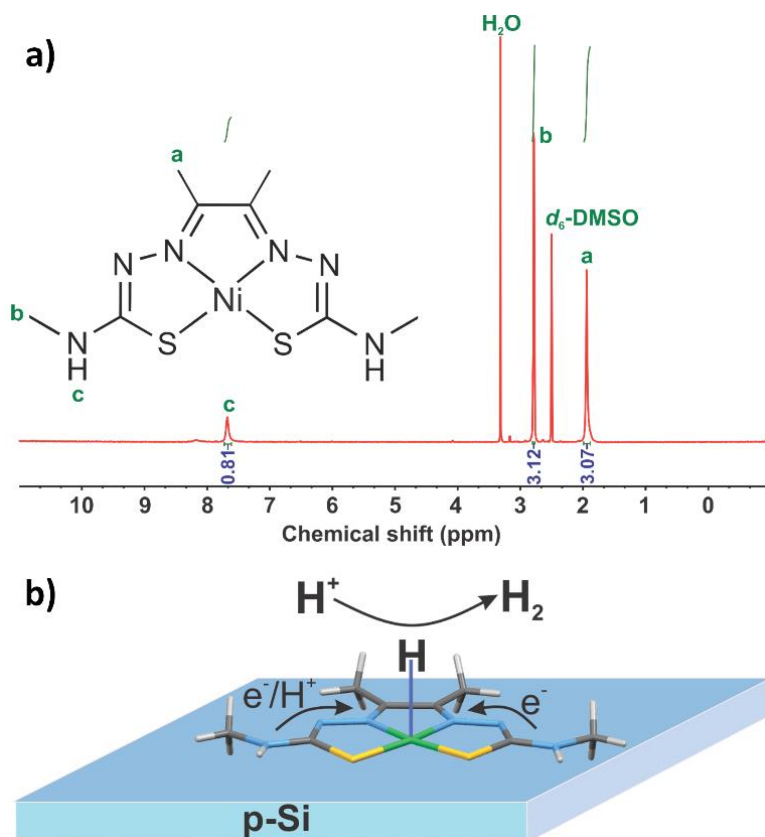 a)
H₂O
a
b
d₆-DMSO
a
N
N
N
N
Ni
b
N
H
S
S
N
H
c
c
0.81
3.12
3.07
10 9 8 7 6 5 4 3 2 1 0
Chemical shift (ppm)
b)
H⁺
H₂
H
e⁻/H⁺
e⁻
p-Si